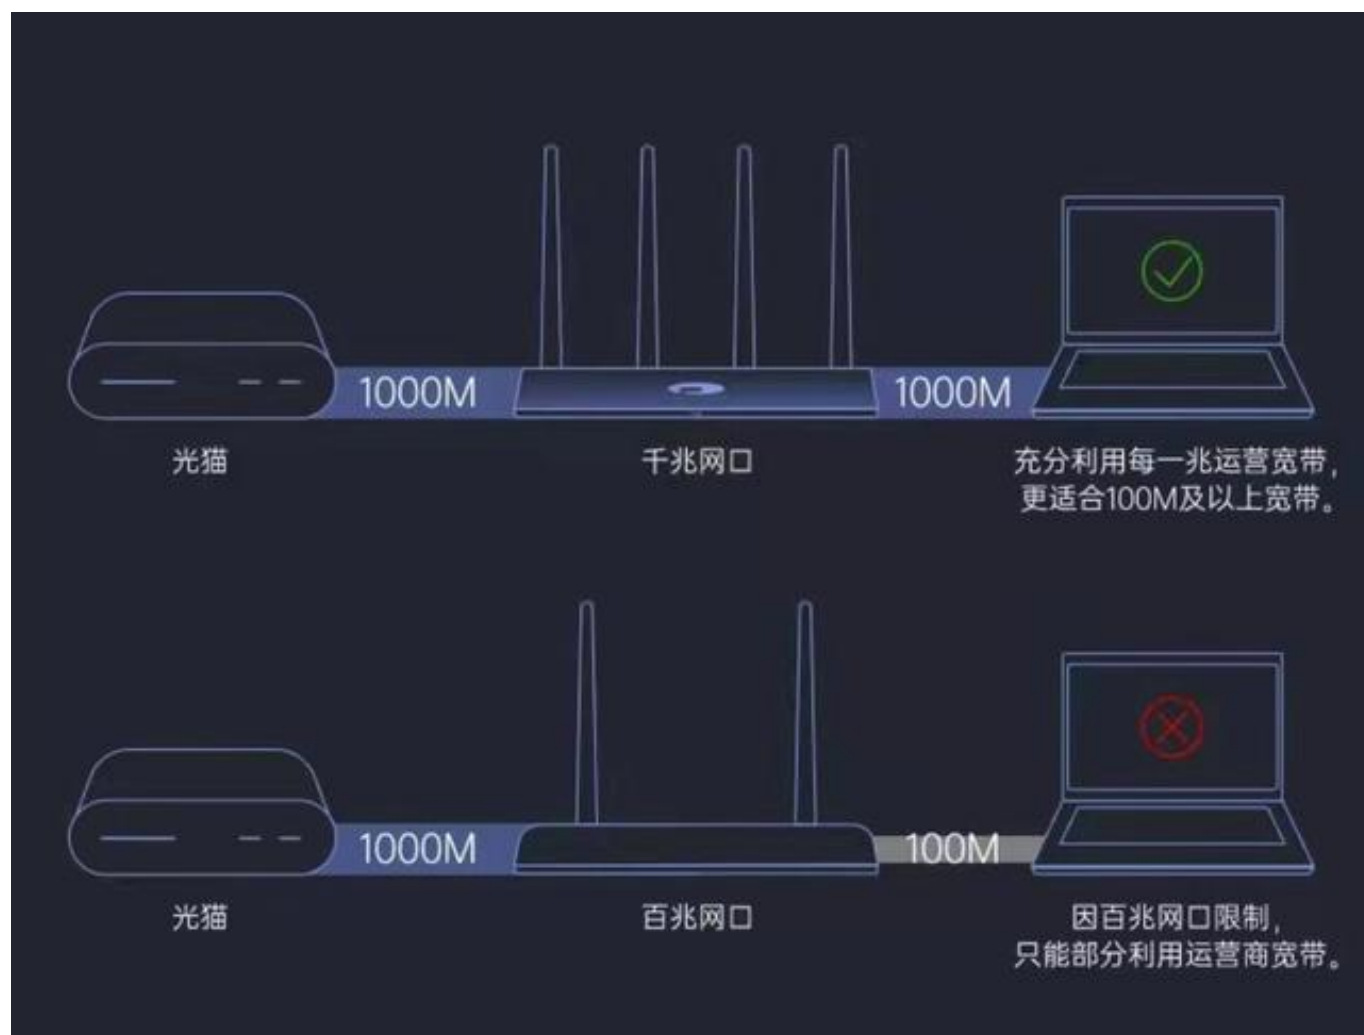 1000M
1000M
光猫
千兆网口
充分利用每一兆运营宽带,
更适合100M及以上宽带。
1000M
100M
光猫
百兆网口
因百兆网口限制,
只能部分利用运营商宽带。